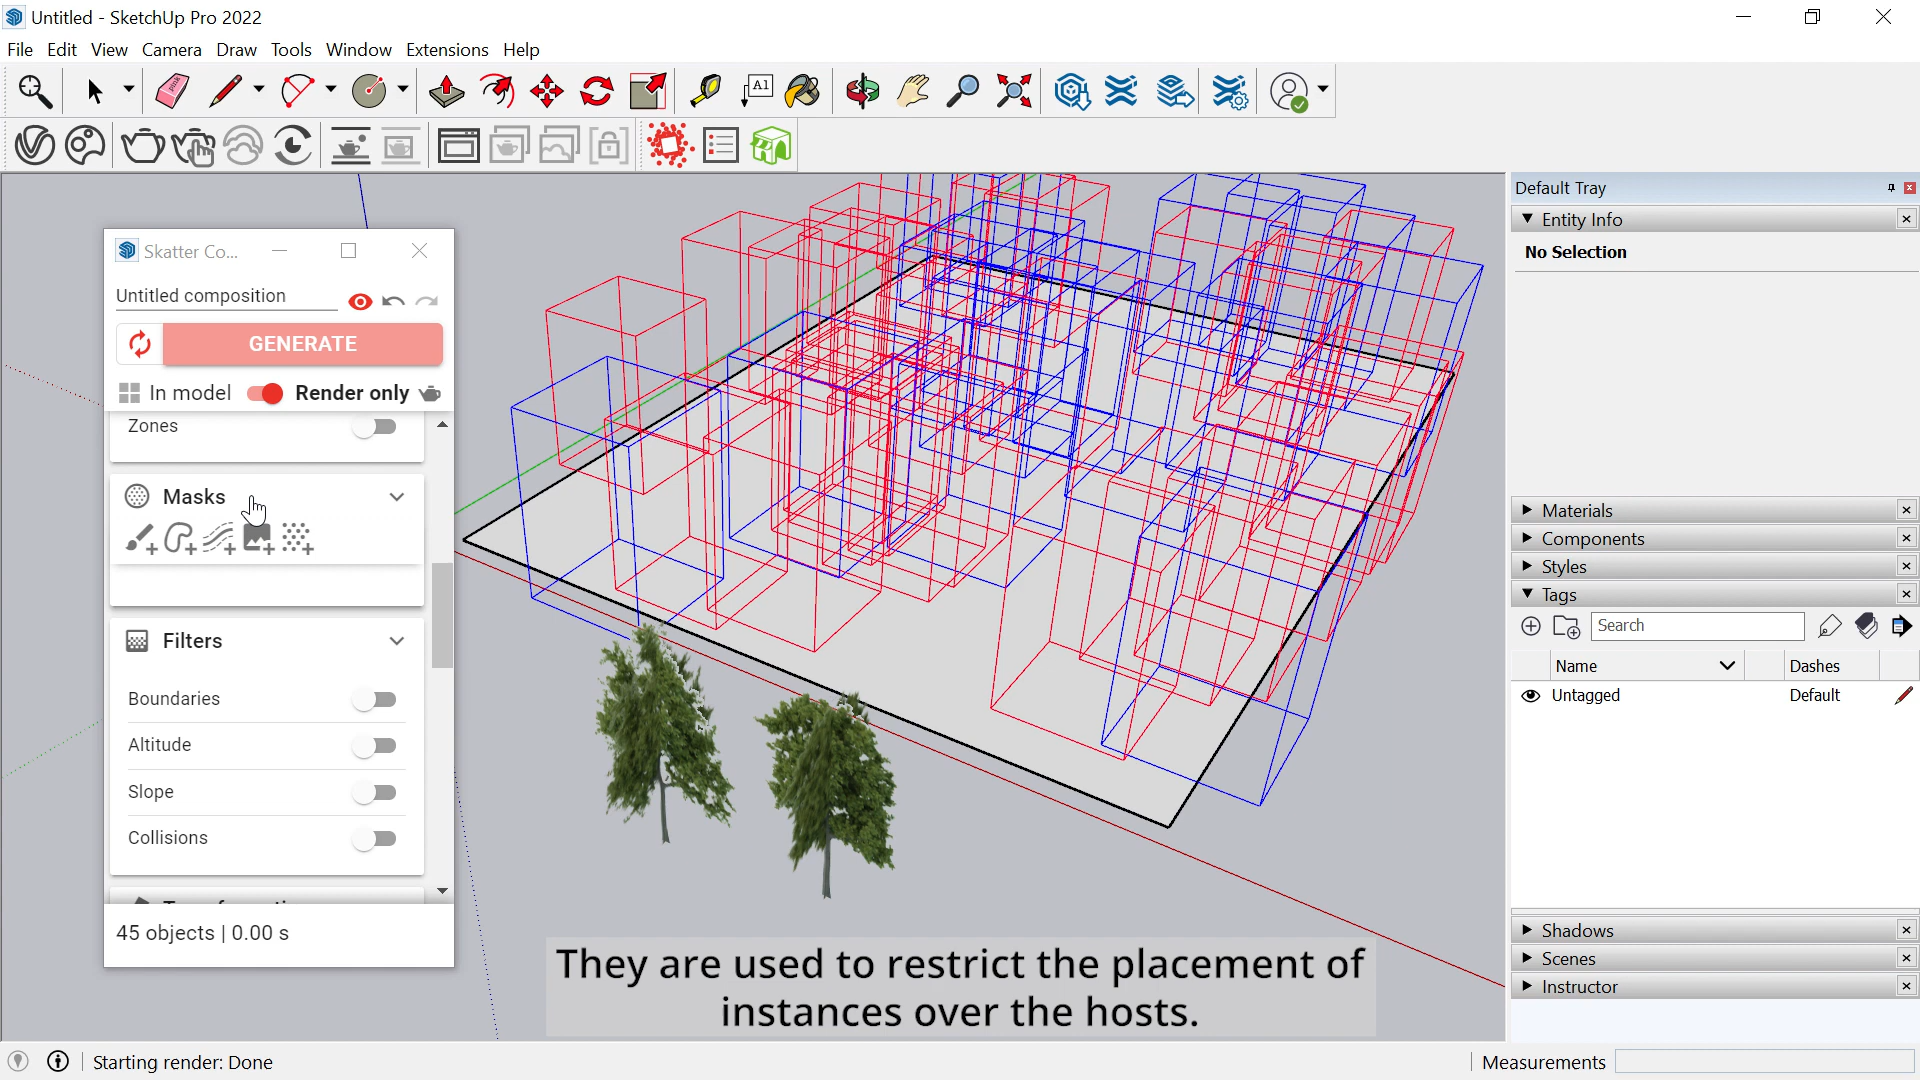 Untitled - SketchUp Pro 2022
File Edit View Camera Draw Tools Window Extensions Help
Skatter Co...
Untitled composition
GENERATE
In model Render only
Zones
Masks
Filters
Boundaries
Altitude
Slope
Collisions
45 objects | 0.00 s
They are used to restrict the placement of
instances over the hosts.
Default Tray
Entity Info
No Selection
Materials
Components
Styles
Tags
Search
Name Dashes
Untagged Default
Shadows
Scenes
Instructor
Starting render: Done
Measurements